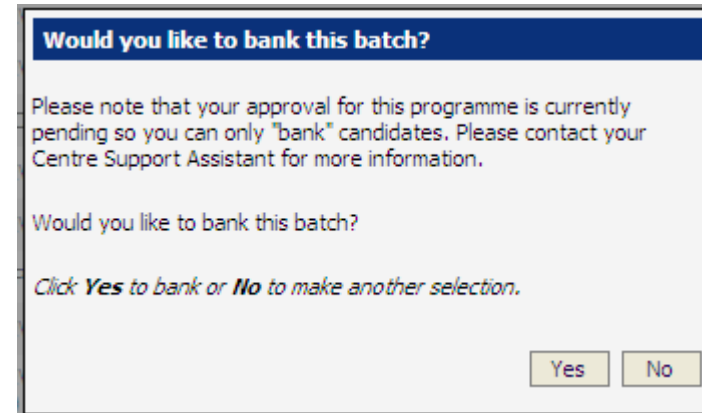 Would you like to bank this batch?
Please note that your approval for this programme is currently
pending so you can only "bank" candidates. Please contact your
Centre Support Assistant for more information.
Would you like to bank this batch?
Click Yes to bank or No to make another selection.
Yes No